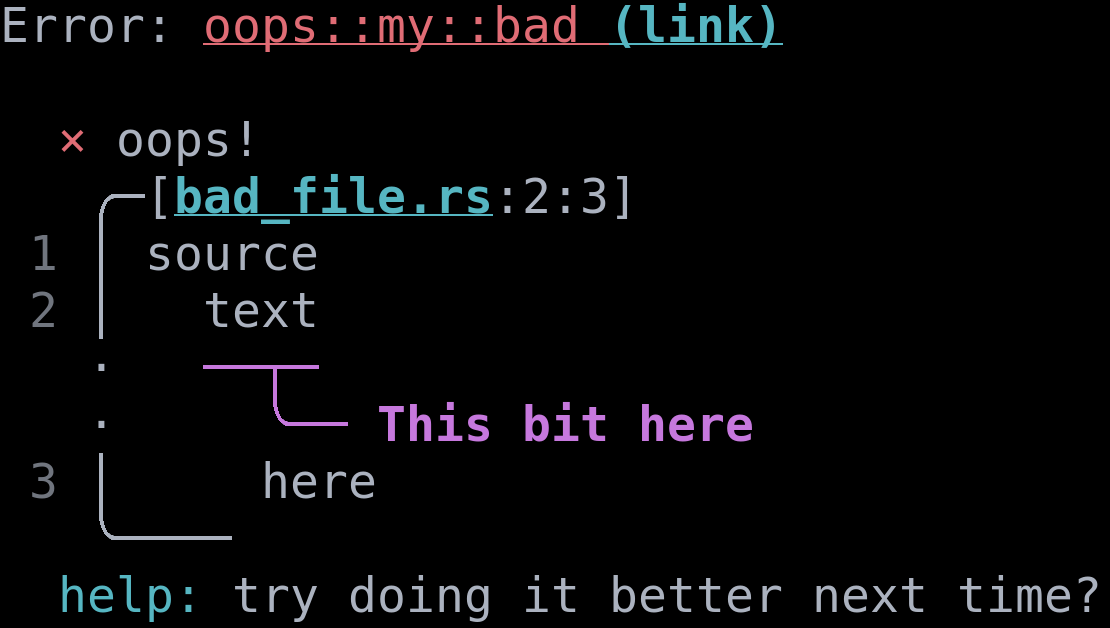 Error: oops::my::bad (link)
× oops!
[bad_file.rs:2:3]
1 source
2 text
.
. This bit here
3 here
help: try doing it better next time?